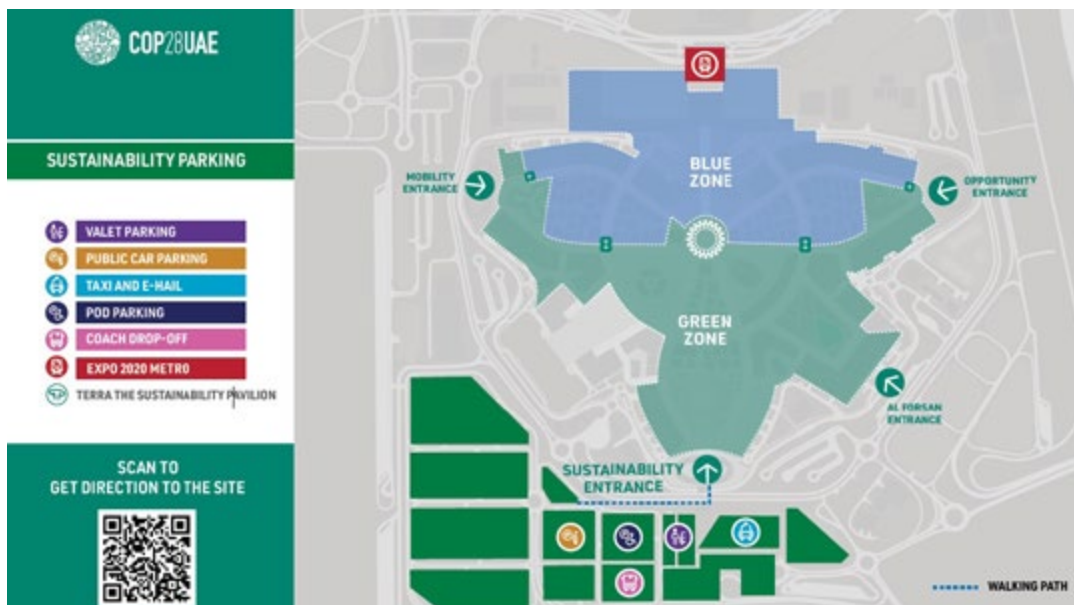 COP28UAE
SUSTAINABILITY PARKING
VALET PARKING
PUBLIC CAR PARKING
TAXI AND E-HAIL
POD PARKING
COACH DROP-OFF
EXPO 2020 METRO
TERRA THE SUSTAINABILITY PAVILION
SCAN TO
GET DIRECTION TO THE SITE
MOBILITY
ENTRANCE
BLUE
ZONE
OPPORTUNITY
ENTRANCE
GREEN
ZONE
AL FORSAN
ENTRANCE
SUSTAINABILITY
ENTRANCE
WALKING PATH